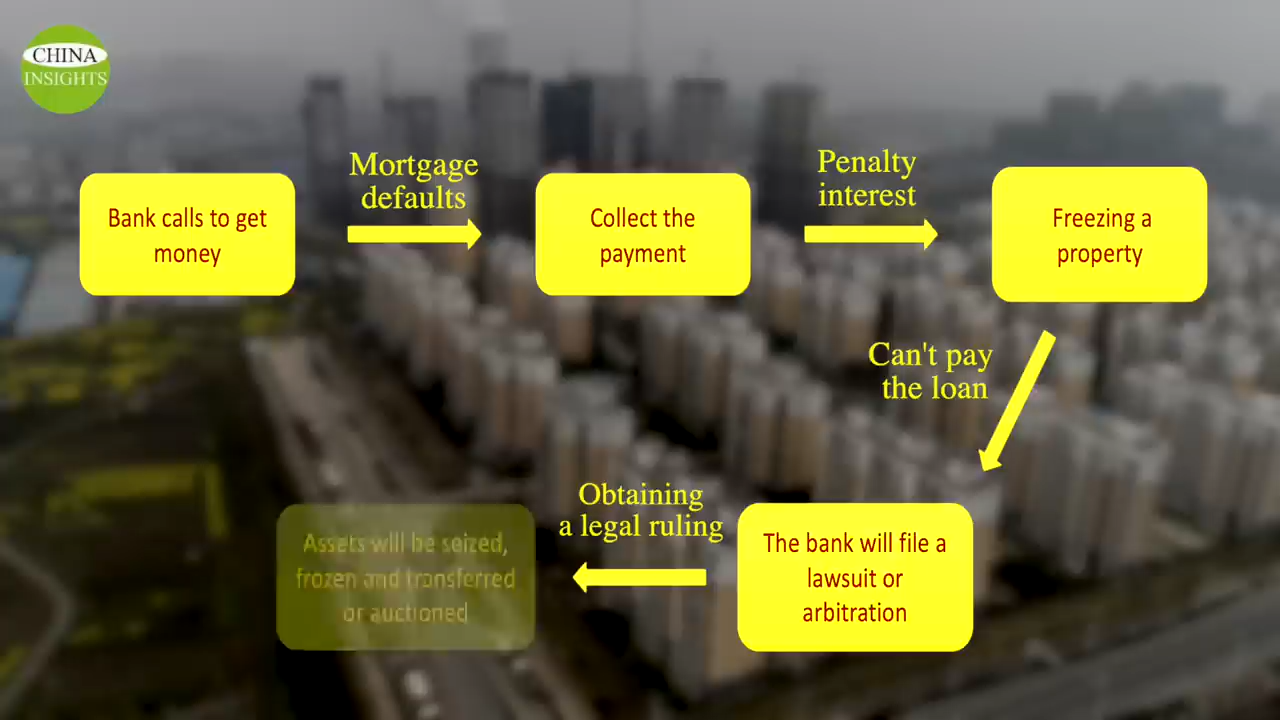 CHINA
INSIGHTS
Bank calls to get
money
Mortgage
defaults
Collect the
payment
Penalty
interest
Freezing a
property
Can't pay
the loan
The bank will file a
lawsuit or
arbitration
Obtaining
a legal ruling
Assets will be seized,
frozen and transferred
or auctioned